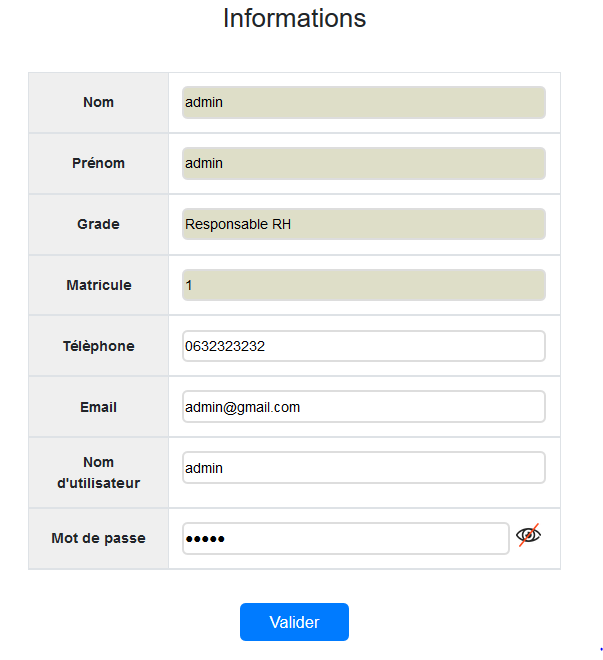 Informations
Nom
admin
Prénom
admin
Grade
Responsable RH
Matricule
1
Télèphone
0632323232
Email
admin@gmail.com
Nom
d'utilisateur
admin
Mot de passe
•••••
Valider